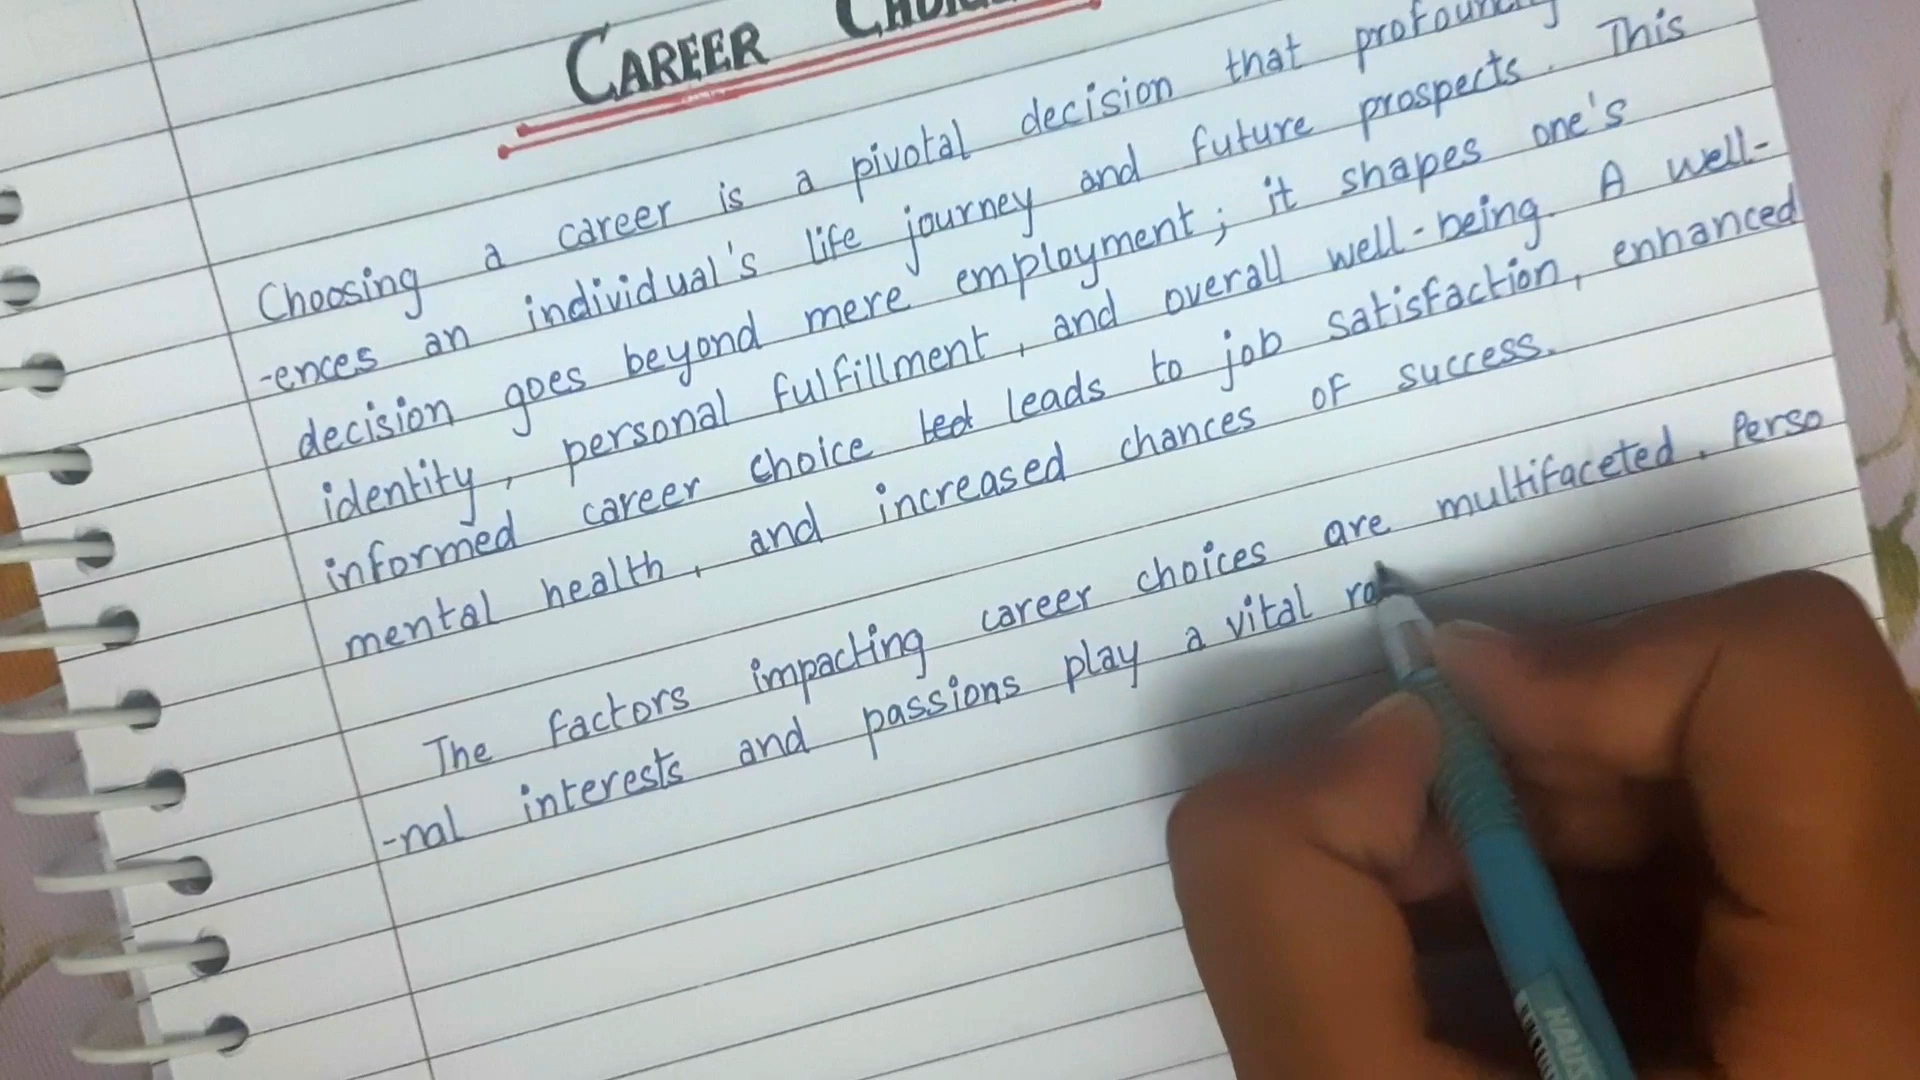 CAREER
Choosing a career is a pivotal decision that
-ences an individual's life journey and future prospects. This
decision goes beyond mere employment; it shapes one's
identity, personal fulfillment, and overall well-being. A well-
informed career choice led leads to job satisfaction, enhanced
mental health, and increased chances of success.
The factors impacting career choices are multifaceted. Perso
-nal interests and passions play a vital